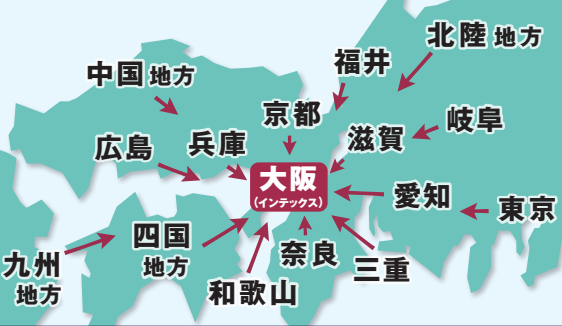 北陸 地方
福井
中国 地方
京都
岐阜
兵庫
滋賀
広島
大阪
(インテックス)
愛知
東京
四国
地方
奈良
三重
九州
地方
和歌山